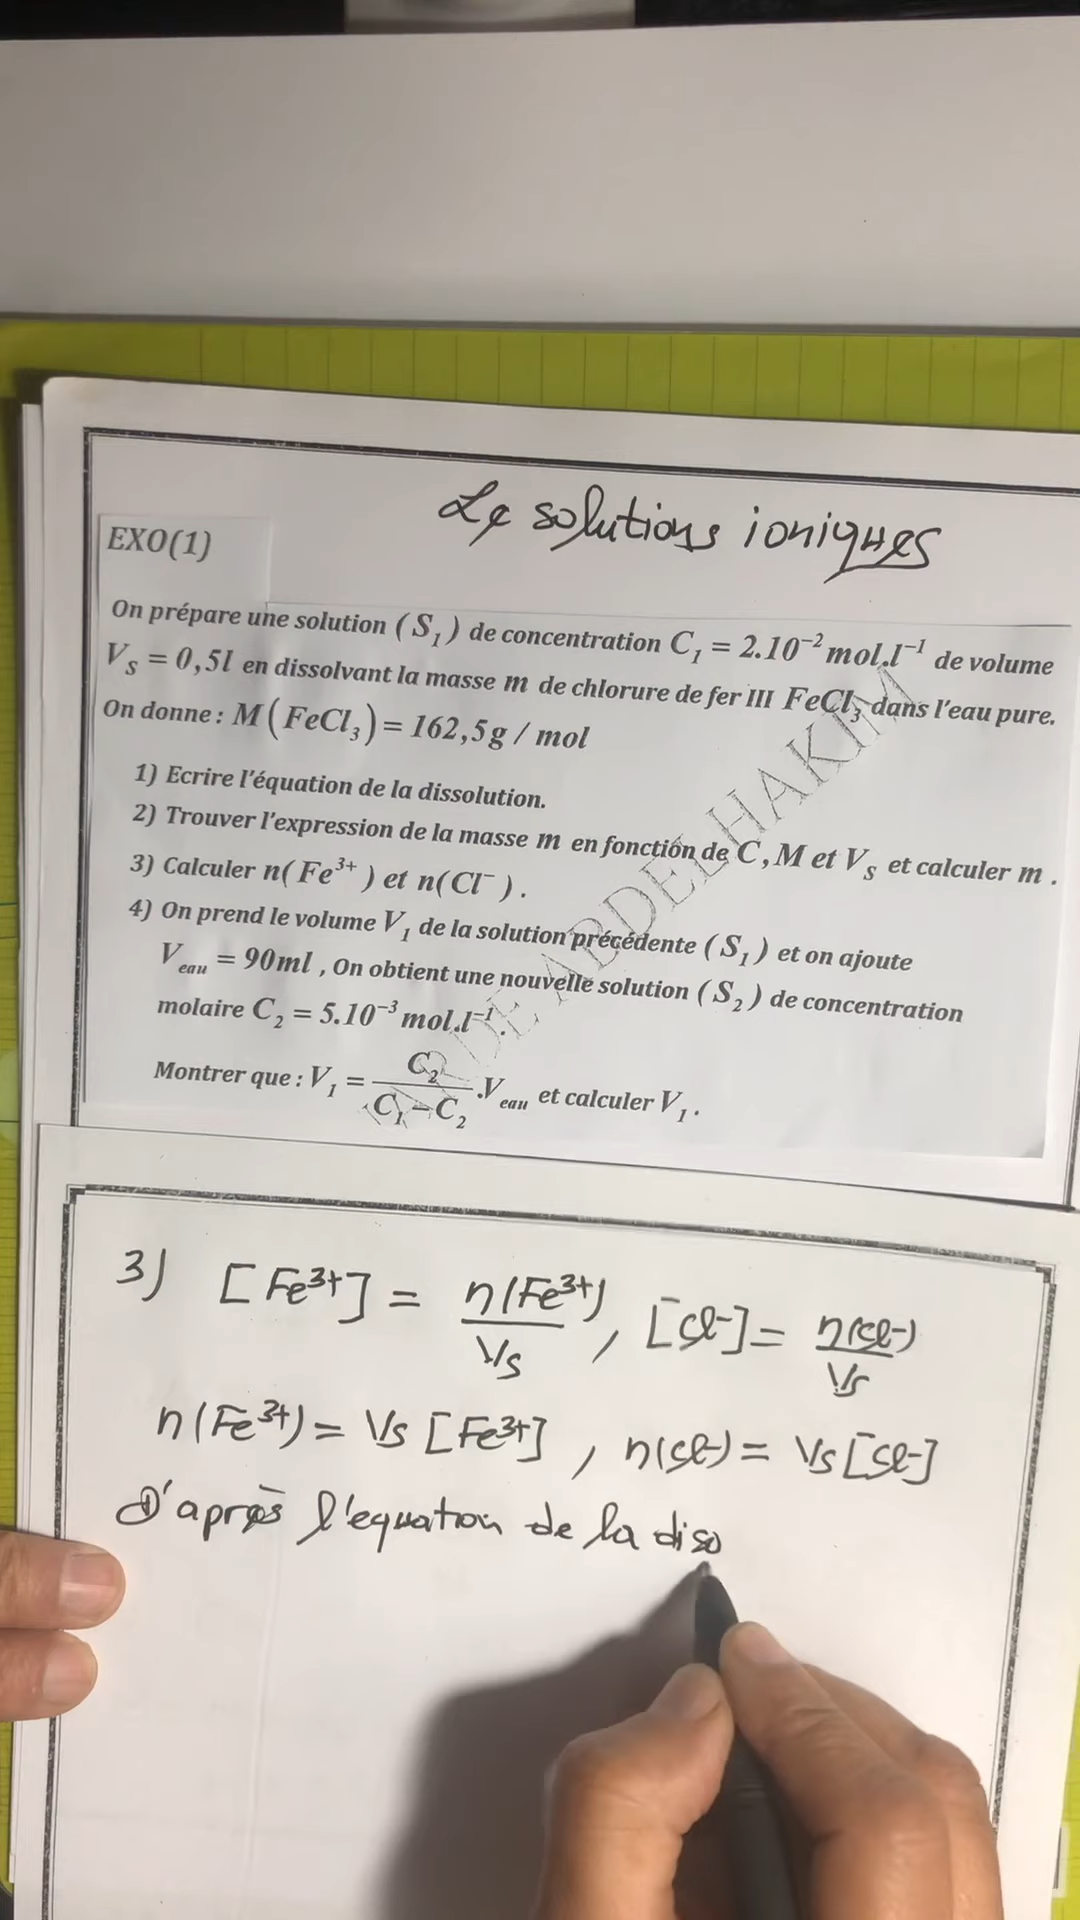 Le solutions ioniques
EXO(1)
On prépare une solution (S₁) de concentration C₁ = 2.10⁻² mol.l⁻¹ de volume
Vₛ = 0,5l en dissolvant la masse m de chlorure de fer III FeCl₃ dans l'eau pure.
On donne : M(FeCl₃) = 162,5g / mol
1) Ecrire l'équation de la dissolution.
2) Trouver l'expression de la masse m en fonction de C, M et Vₛ et calculer m .
3) Calculer n(Fe³⁺) et n(Cl⁻) .
4) On prend le volume V₁ de la solution précédente (S₁) et on ajoute
Vₑₐᵤ = 90ml , On obtient une nouvelle solution (S₂) de concentration
molaire C₂ = 5.10⁻³ mol.l⁻¹.
Montrer que : V₁ = C₂ / (C₁ − C₂) .Vₑₐᵤ et calculer V₁ .
ABDELHAKIM
3) [Fe³⁺] = n(Fe³⁺) / Vs , [Cl⁻] = n(Cl⁻) / Vs
n(Fe³⁺) = Vs [Fe³⁺] , n(Cl⁻) = Vs [Cl⁻]
D'après l'equation de la diso